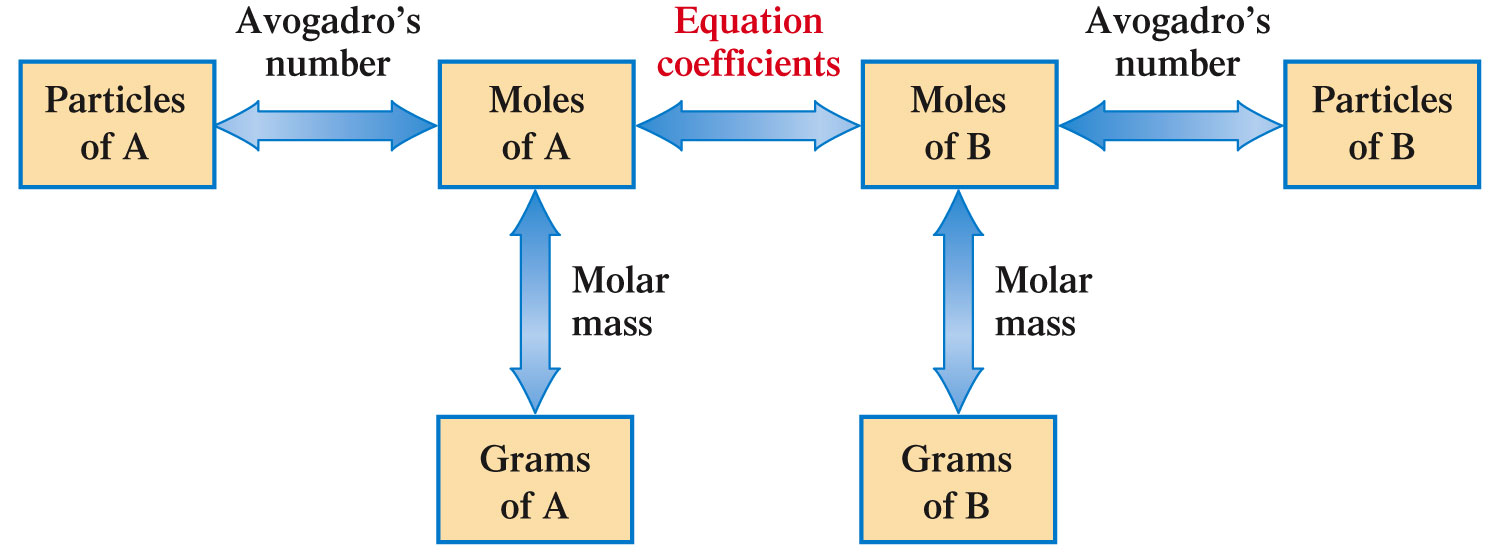 Avogadro's
number
Equation
coefficients
Avogadro's
number
Particles
of A
Moles
of A
Moles
of B
Particles
of B
Molar
mass
Molar
mass
Grams
of A
Grams
of B